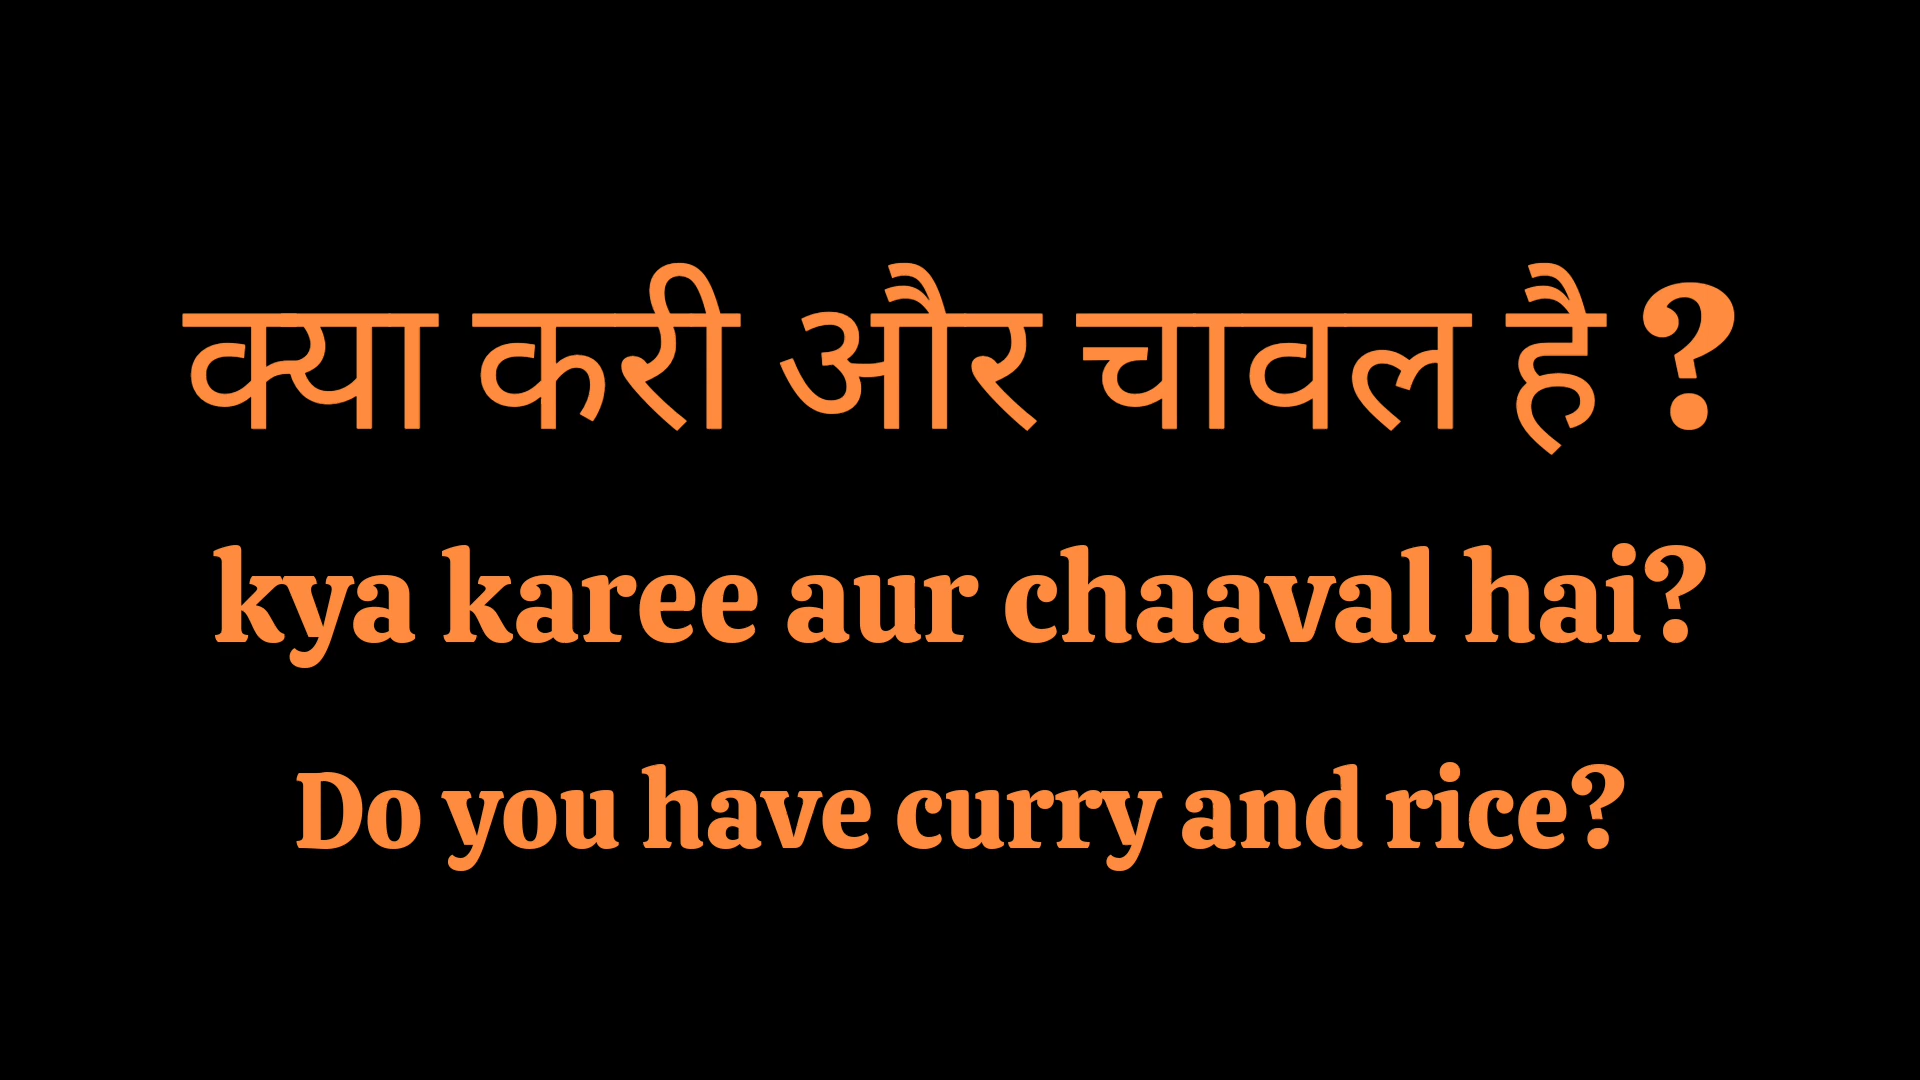 क्या करी और चावल है ?
kya karee aur chaaval hai?
Do you have curry and rice?